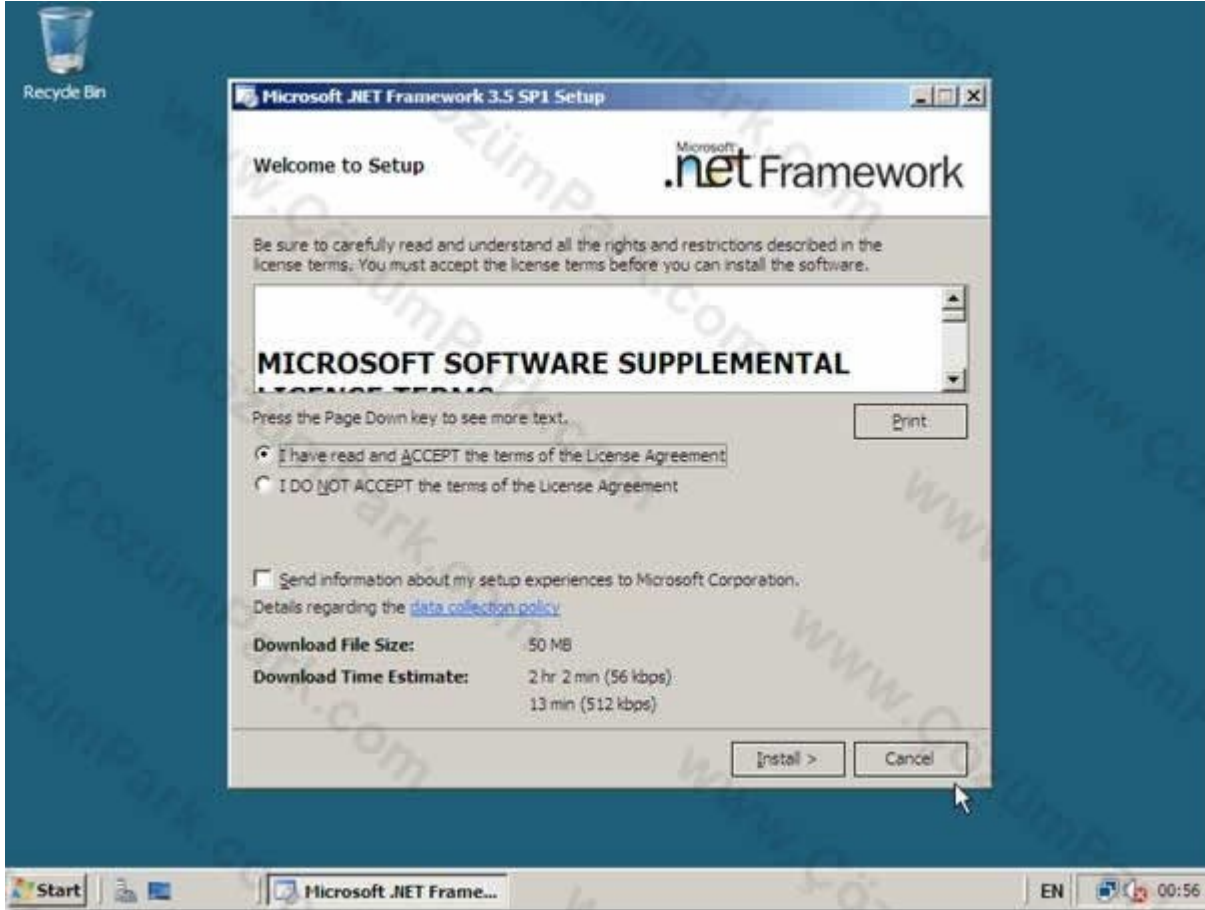 Recycle Bin
Microsoft .NET Framework 3.5 SP1 Setup
Welcome to Setup
Microsoft
.net Framework
Be sure to carefully read and understand all the rights and restrictions described in the
license terms. You must accept the license terms before you can install the software.
MICROSOFT SOFTWARE SUPPLEMENTAL
LICENSE TERMS
Press the Page Down key to see more text.
Print
I have read and ACCEPT the terms of the License Agreement
I DO NOT ACCEPT the terms of the License Agreement
Send information about my setup experiences to Microsoft Corporation.
Details regarding the data collection policy
Download File Size: 50 MB
Download Time Estimate: 2 hr 2 min (56 kbps)
13 min (512 kbps)
Install >
Cancel
Start
Microsoft .NET Frame...
EN
00:56
www.ÇözümPark.com